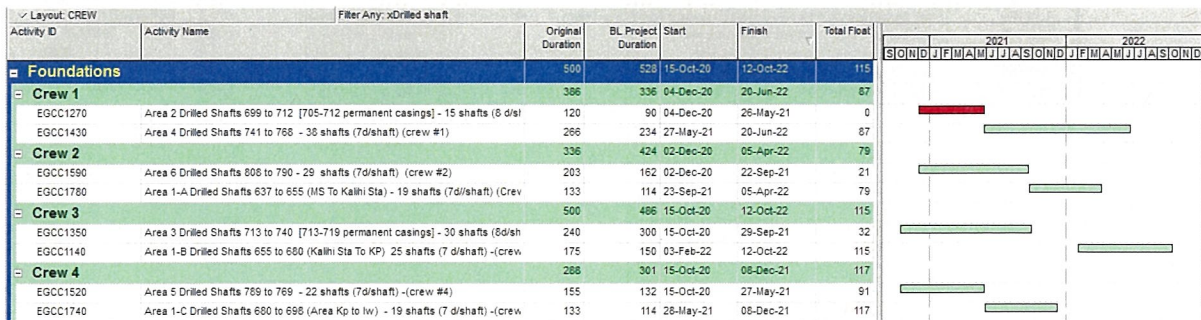 Layout: CREW Filter Any: xDrilled shaft
Activity ID Activity Name Original Duration BL Project Duration Start Finish Total Float 2021 2022
S O N D J F M A M J J A S O N D J F M A M J J A S O N D
Foundations 500 528 15-Oct-20 12-Oct-22 115
Crew 1 386 336 04-Dec-20 20-Jun-22 87
EGCC1270 Area 2 Drilled Shafts 699 to 712 [705-712 permanent casings] - 15 shafts (8 d/sh 120 90 04-Dec-20 26-May-21 0
EGCC1430 Area 4 Drilled Shafts 741 to 768 - 38 shafts (7d/shaft) (crew #1) 266 234 27-May-21 20-Jun-22 87
Crew 2 336 424 02-Dec-20 05-Apr-22 79
EGCC1590 Area 6 Drilled Shafts 808 to 790 - 29 shafts (7d/shaft) (crew #2) 203 162 02-Dec-20 22-Sep-21 21
EGCC1780 Area 1-A Drilled Shafts 637 to 655 (MS To Kalihi Sta) - 19 shafts (7d//shaft) (Crew 133 114 23-Sep-21 05-Apr-22 79
Crew 3 500 486 15-Oct-20 12-Oct-22 115
EGCC1350 Area 3 Drilled Shafts 713 to 740 [713-719 permanent casings] - 30 shafts (8d/sh 240 300 15-Oct-20 29-Sep-21 32
EGCC1140 Area 1-B Drilled Shafts 655 to 680 (Kalihi Sta To KP) 25 shafts (7 d/shaft) -(crew 175 150 03-Feb-22 12-Oct-22 115
Crew 4 288 301 15-Oct-20 08-Dec-21 117
EGCC1520 Area 5 Drilled Shafts 789 to 769 - 22 shafts (7d/shaft) -(crew #4) 155 132 15-Oct-20 27-May-21 91
EGCC1740 Area 1-C Drilled Shafts 680 to 698 (Area Kp to Iw) - 19 shafts (7 d/shaft) -(crew 133 114 28-May-21 08-Dec-21 117